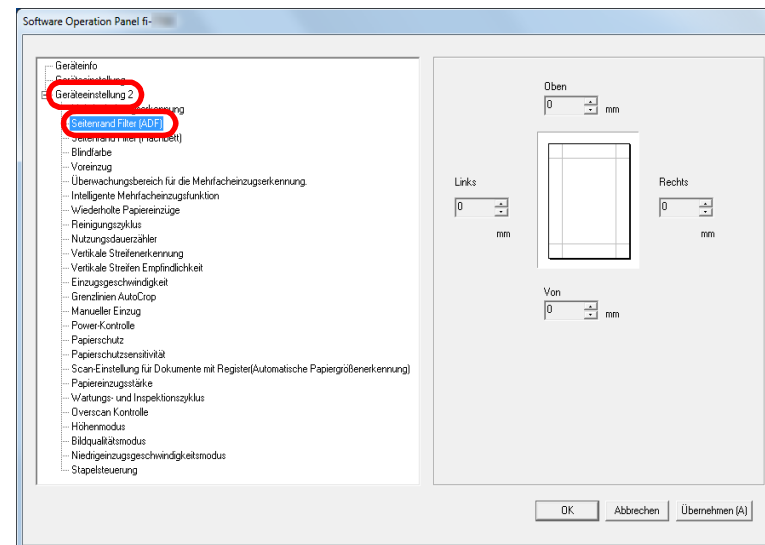 Software Operation Panel fi-
Geräteinfo
Geräteeinstellung 2
Seitenrand Filter (ADF)
Blindfarbe
Voreinzug
Überwachungsbereich für die Mehrfacheinzugserkennung.
Intelligente Mehrfacheinzugsfunktion
Wiederholte Papiereinzüge
Reinigungszyklus
Nutzungsdauerzähler
Vertikale Streifenerkennung
Vertikale Streifen Empfindlichkeit
Einzugsgeschwindigkeit
Grenzlinien AutoCrop
Manueller Einzug
Power-Kontrolle
Papierschutz
Papierschutzsensitivität
Scan-Einstellung für Dokumente mit Register(Automatische Papiergrößenerkennung)
Papiereinzugsstärke
Wartungs- und Inspektionszyklus
Overscan Kontrolle
Höhenmodus
Bildqualitätsmodus
Niedrigeinzugsgeschwindigkeitsmodus
Stapelsteuerung
Oben
0 mm
Links
0
mm
Rechts
0
mm
Von
0 mm
OK
Abbrechen
Übernehmen (A)